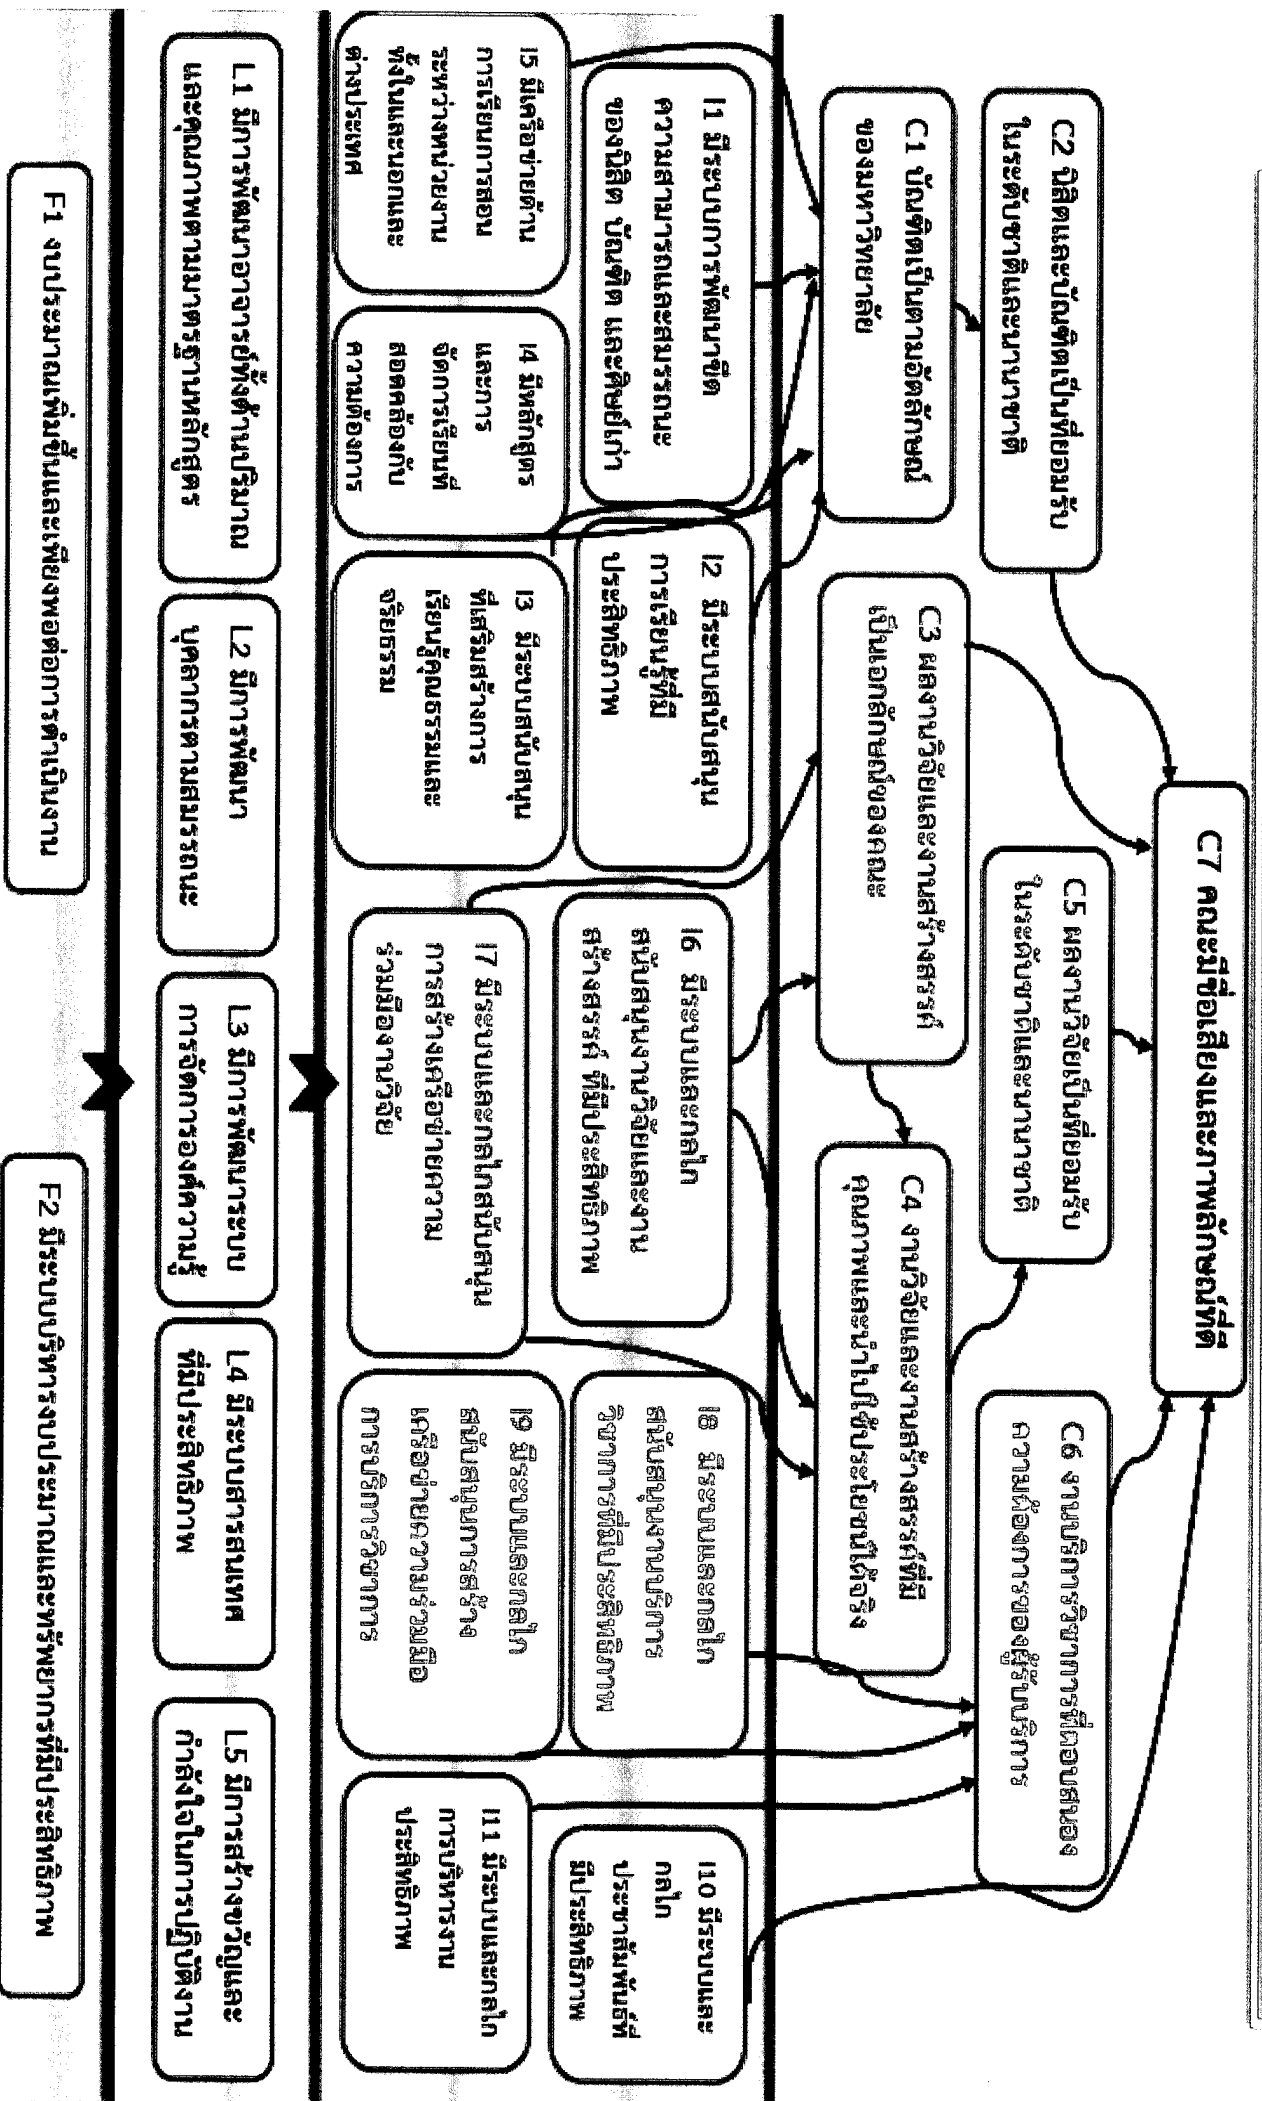 C7 คณะมีชื่อเสียงและภาพลักษณ์ที่ดี
C2 นิสิตและบัณฑิตเป็นที่ยอมรับ
ในระดับชาติและนานาชาติ
C5 ผลงานวิจัยเป็นที่ยอมรับ
ในระดับชาติและนานาชาติ
C6 งานบริการวิชาการที่ตอบสนอง
ความต้องการของผู้รับบริการ
C1 บัณฑิตเป็นตามอัตลักษณ์
ของมหาวิทยาลัย
C3 ผลงานวิจัยและงานสร้างสรรค์
เป็นเอกลักษณ์ของคณะ
C4 งานวิจัยและงานสร้างสรรค์ที่มี
คุณภาพและนำไปใช้ประโยชน์ได้จริง
I1 มีระบบการพัฒนาขีด
ความสามารถและสมรรถนะ
ของนิสิต บัณฑิต และศิษย์เก่า
I2 มีระบบสนับสนุน
การเรียนรู้ที่มี
ประสิทธิภาพ
I6 มีระบบและกลไก
สนับสนุนงานวิจัยและงาน
สร้างสรรค์ ที่มีประสิทธิภาพ
I8 มีระบบและกลไก
สนับสนุนงานบริการ
วิชาการที่มีประสิทธิภาพ
I10 มีระบบและ
กลไก
ประชาสัมพันธ์ที่
มีประสิทธิภาพ
I5 มีเครือข่ายด้าน
การเรียนการสอน
ระหว่างหน่วยงาน
ทั้งในและนอกและ
ต่างประเทศ
I4 มีหลักสูตร
และการ
จัดการเรียนที่
สอดคล้องกับ
ความต้องการ
I3 มีระบบสนับสนุน
ที่เสริมสร้างการ
เรียนรู้คุณธรรมและ
จริยธรรม
I7 มีระบบและกลไกสนับสนุน
การสร้างเครือข่ายความ
ร่วมมืองานวิจัย
I9 มีระบบและกลไก
สนับสนุนการสร้าง
เครือข่ายความร่วมมือ
การบริการวิชาการ
I11 มีระบบและกลไก
การบริหารงาน
ประสิทธิภาพ
L1 มีการพัฒนาอาจารย์ทั้งด้านปริมาณ
และคุณภาพตามมาตรฐานหลักสูตร
L2 มีการพัฒนา
บุคลากรตามสมรรถนะ
L3 มีการพัฒนาระบบ
การจัดการองค์ความรู้
L4 มีระบบสารสนเทศ
ที่มีประสิทธิภาพ
L5 มีการสร้างขวัญและ
กำลังใจในการปฏิบัติงาน
F1 งบประมาณเพิ่มขึ้นและเพียงพอต่อการดำเนินงาน
F2 มีระบบบริหารงบประมาณและทรัพยากรที่มีประสิทธิภาพ